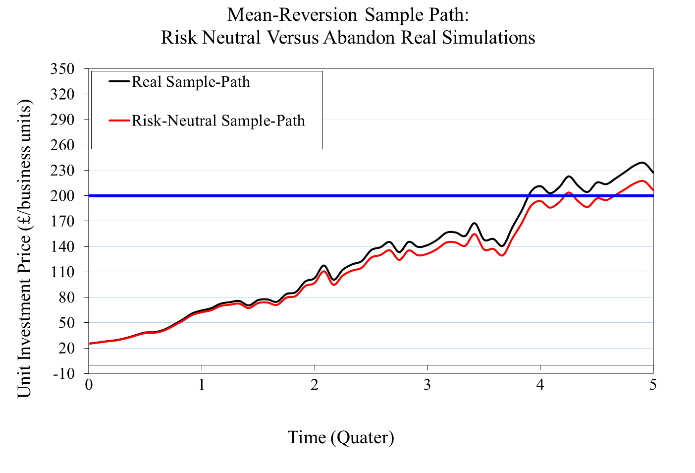 Mean-Reversion Sample Path:
Risk Neutral Versus Abandon Real Simulations
Unit Investment Price (£/business units)
350
320
290
260
230
200
170
140
110
80
50
20
-10
Real Sample-Path
Risk-Neutral Sample-Path
0 1 2 3 4 5
Time (Quater)